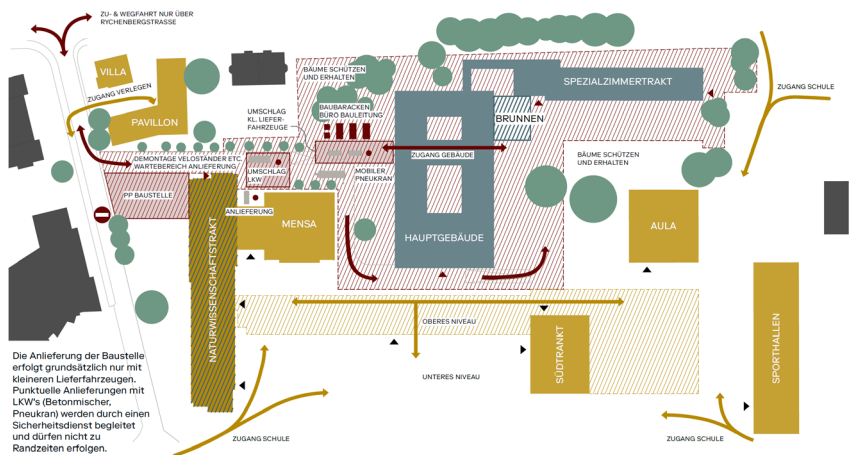 ZU- & WEGFAHRT NUR ÜBER
RYCHENBERGSTRASSE
VILLA
ZUGANG VERLEGEN
PAVILLON
BÄUME SCHÜTZEN
UND ERHALTEN
UMSCHLAG
KL. LIEFER-
FAHRZEUGE
BAUBARACKEN
BÜRO BAULEITUNG
SPEZIALZIMMERTRAKT
ZUGANG SCHULE
BRUNNEN
DEMONTAGE VELOSTÄNDER ETC.
WARTEBEREICH ANLIEFERUNG
UMSCHLAG
LKW
MOBILER
PNEUKRAN
ZUGANG GEBÄUDE
BÄUME SCHÜTZEN
UND ERHALTEN
PP BAUSTELLE
ANLIEFERUNG
MENSA
HAUPTGEBÄUDE
AULA
NATURWISSENSCHAFTSTRAKT
OBERES NIVEAU
UNTERES NIVEAU
SÜDTRANKT
SPORTHALLEN
Die Anlieferung der Baustelle
erfolgt grundsätzlich nur mit
kleineren Lieferfahrzeugen.
Punktuelle Anlieferungen mit
LKW's (Betonmischer,
Pneukran) werden durch einen
Sicherheitsdienst begleitet
und dürfen nicht zu
Randzeiten erfolgen.
ZUGANG SCHULE
ZUGANG SCHULE